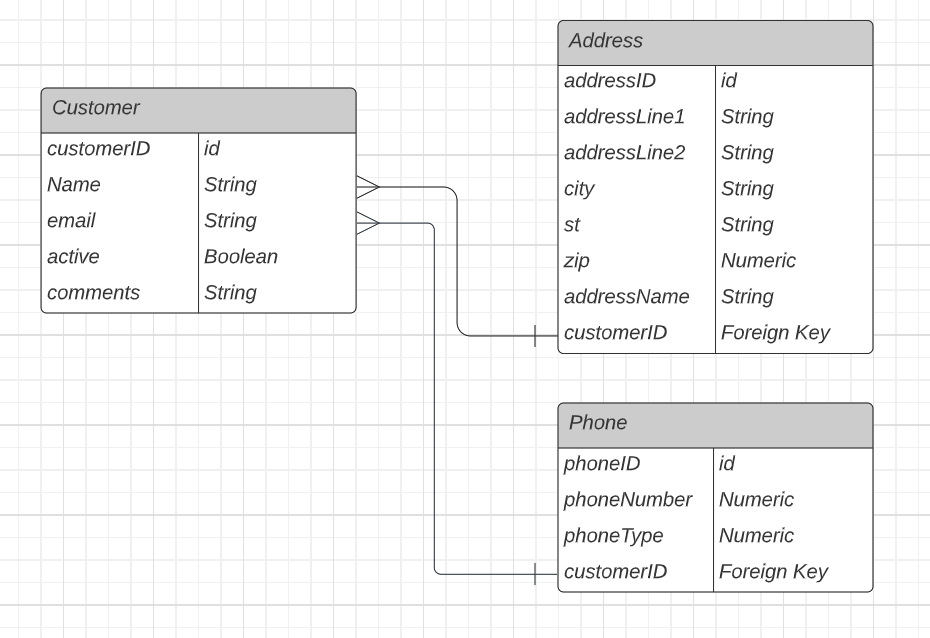 Customer
customerID id
Name String
email String
active Boolean
comments String
Address
addressID id
addressLine1 String
addressLine2 String
city String
st String
zip Numeric
addressName String
customerID Foreign Key
Phone
phoneID id
phoneNumber Numeric
phoneType Numeric
customerID Foreign Key